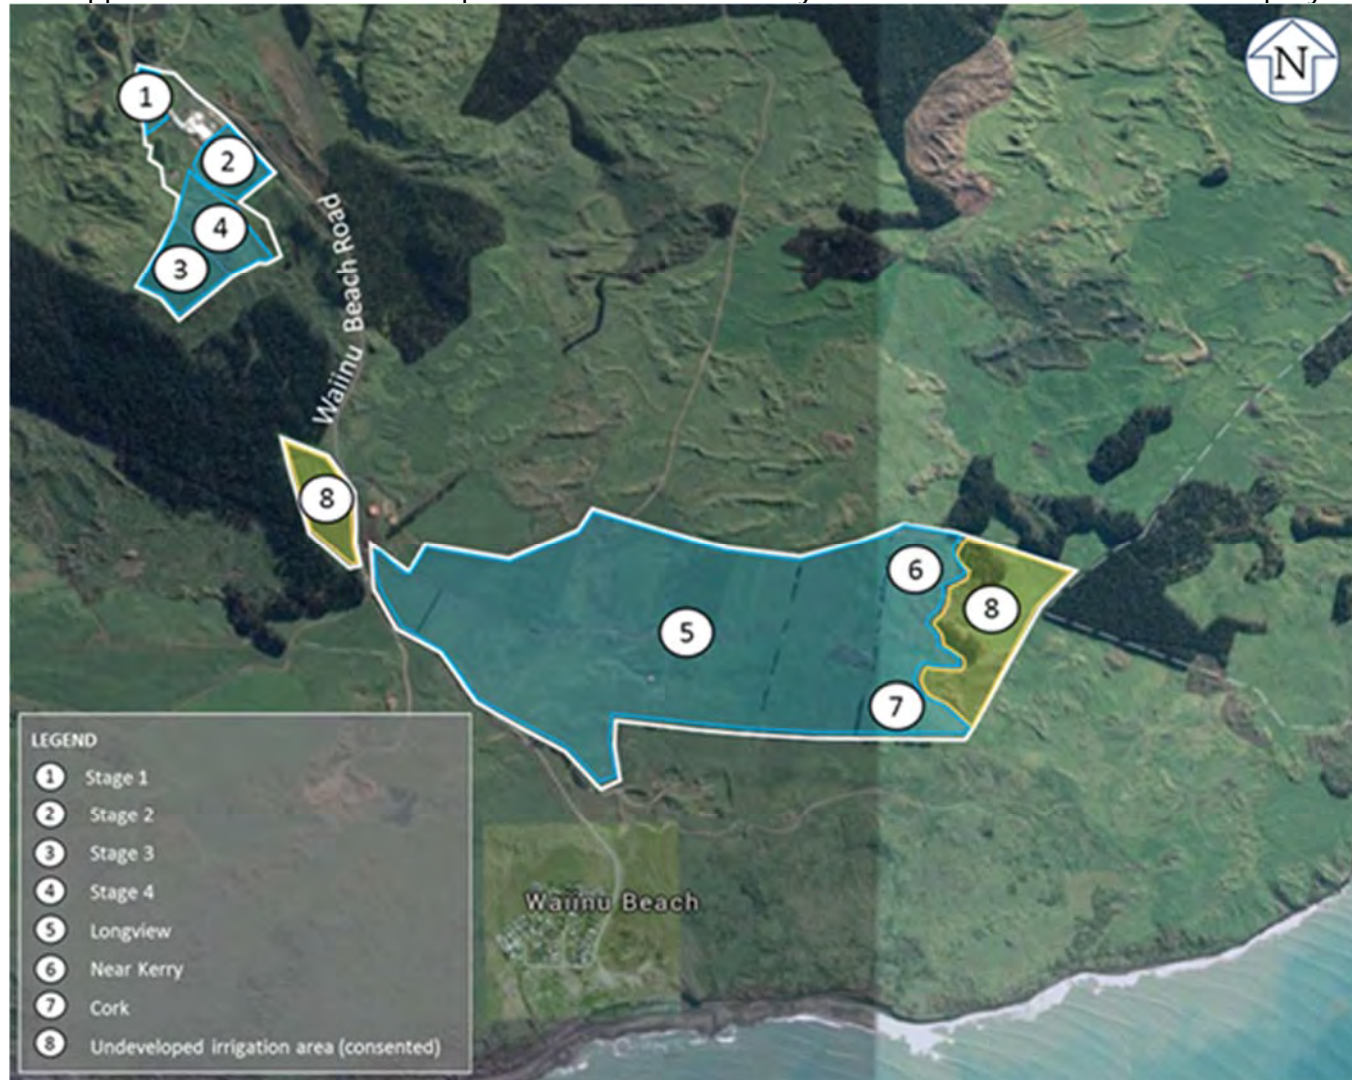 N
1
2
4
3
Waiinu Beach Road
8
6
8
5
7
LEGEND
1 Stage 1
2 Stage 2
3 Stage 3
4 Stage 4
5 Longview
6 Near Kerry
7 Cork
8 Undeveloped irrigation area (consented)
Waiinu Beach